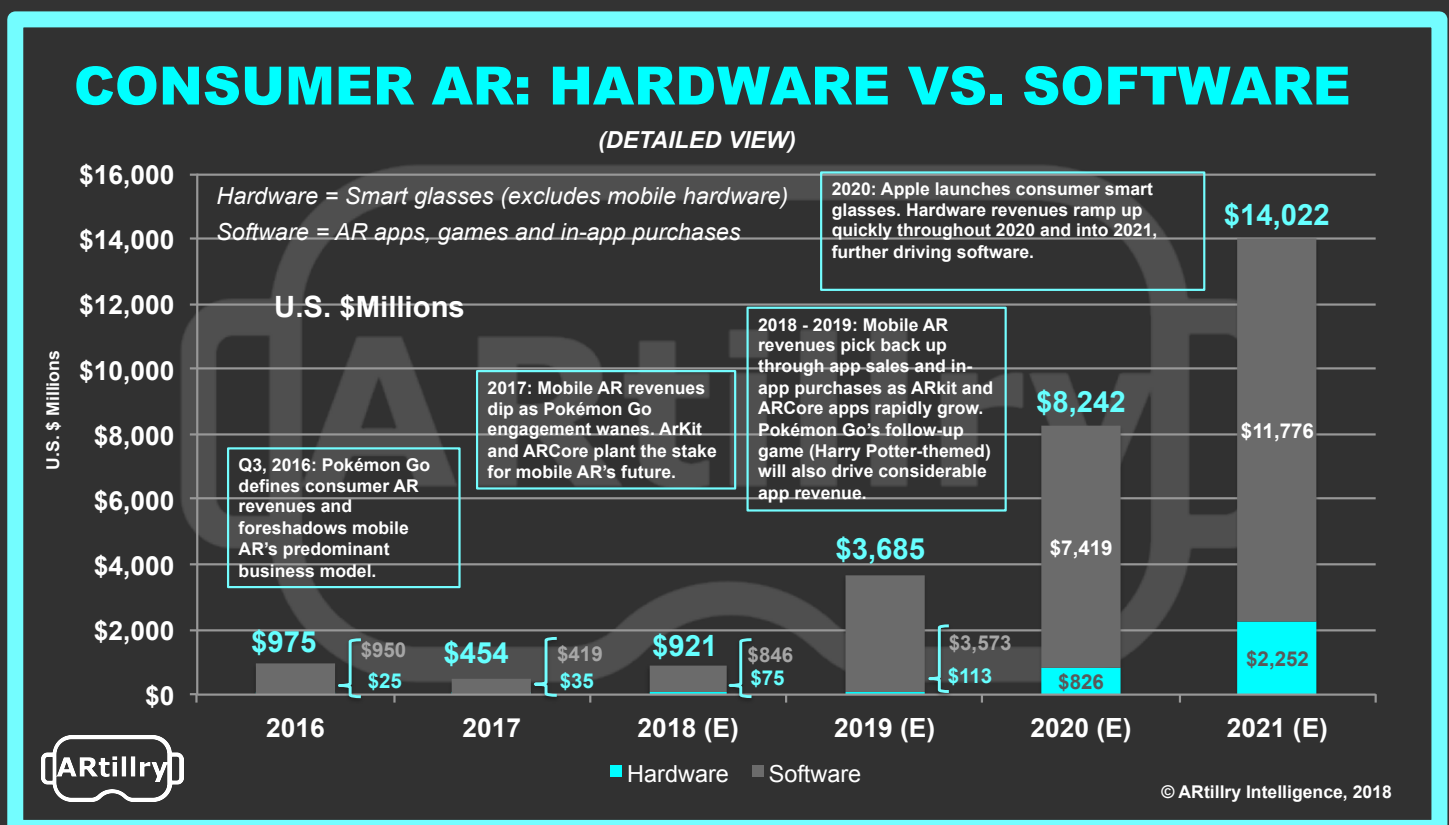 CONSUMER AR: HARDWARE VS. SOFTWARE
(DETAILED VIEW)
Hardware = Smart glasses (excludes mobile hardware)
Software = AR apps, games and in-app purchases
U.S. $Millions
U.S. $ Millions
$16,000
$14,000
$12,000
$10,000
$8,000
$6,000
$4,000
$2,000
$0
Q3, 2016: Pokémon Go
defines consumer AR
revenues and
foreshadows mobile
AR’s predominant
business model.
2017: Mobile AR revenues
dip as Pokémon Go
engagement wanes. ArKit
and ARCore plant the stake
for mobile AR’s future.
2018 - 2019: Mobile AR
revenues pick back up
through app sales and in-
app purchases as ARkit and
ARCore apps rapidly grow.
Pokémon Go’s follow-up
game (Harry Potter-themed)
will also drive considerable
app revenue.
2020: Apple launches consumer smart
glasses. Hardware revenues ramp up
quickly throughout 2020 and into 2021,
further driving software.
$975
$950
$25
$454
$419
$35
$921
$846
$75
$3,685
$3,573
$113
$8,242
$7,419
$826
$14,022
$11,776
$2,252
2016
2017
2018 (E)
2019 (E)
2020 (E)
2021 (E)
Hardware
Software
ARtillry
ARtillry
© ARtillry Intelligence, 2018